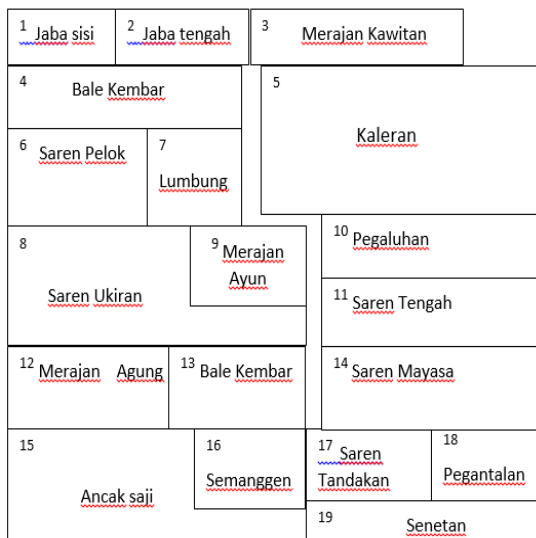 1 Jaba sisi
2 Jaba tengah
3 Merajan Kawitan
4 Bale Kembar
5 Kaleran
6 Saren Pelok
7 Lumbung
8 Saren Ukiran
9 Merajan
Ayun
10 Pegaluhan
11 Saren Tengah
12 Merajan Agung
13 Bale Kembar
14 Saren Mayasa
15 Ancak saji
16 Semanggen
17 Saren
Tandakan
18 Pegantalan
19 Senetan